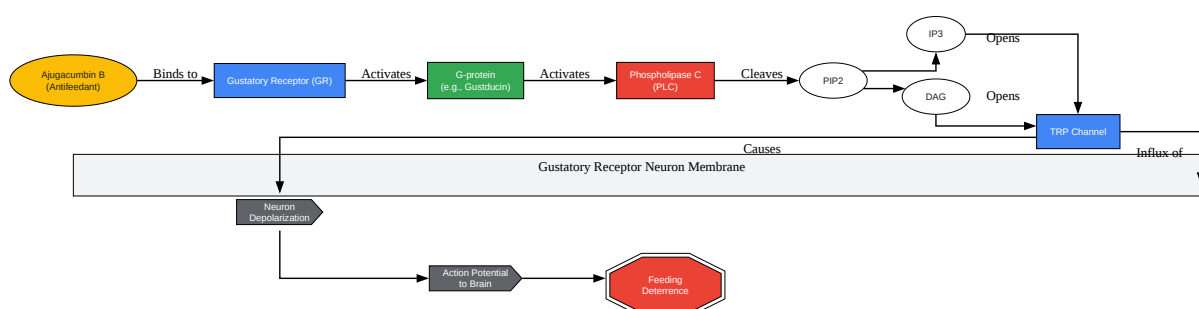 Ajugacumbin B
(Antifeedant)
Binds to
Gustatory Receptor (GR)
Activates
G-protein
(e.g., Gustducin)
Activates
Phospholipase C
(PLC)
Cleaves
PIP2
IP3
Opens
DAG
Opens
TRP Channel
Causes
Influx of
Gustatory Receptor Neuron Membrane
Neuron
Depolarization
Action Potential
to Brain
Feeding
Deterrence